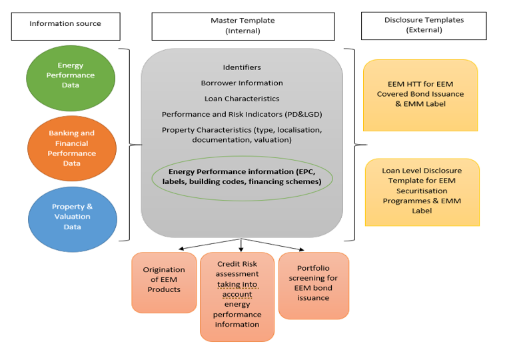 Information source
Master Template
(Internal)
Disclosure Templates
(External)
Energy
Performance
Data
Banking and
Financial
Performance
Data
Property &
Valuation
Data
Identifiers
Borrower Information
Loan Characteristics
Performance and Risk Indicators (PD&LGD)
Property Characteristics (type, localisation,
documentation, valuation)
Energy Performance information (EPC,
labels, building codes, financing schemes)
EEM HTT for EEM
Covered Bond Issuance
& EMM Label
Loan Level Disclosure
Template for EEM
Securitisation
Programmes & EMM
Label
Origination
of EEM
Products
Credit Risk
assessment
taking into
account
energy
performance
information
Portfolio
screening for
EEM bond
issuance